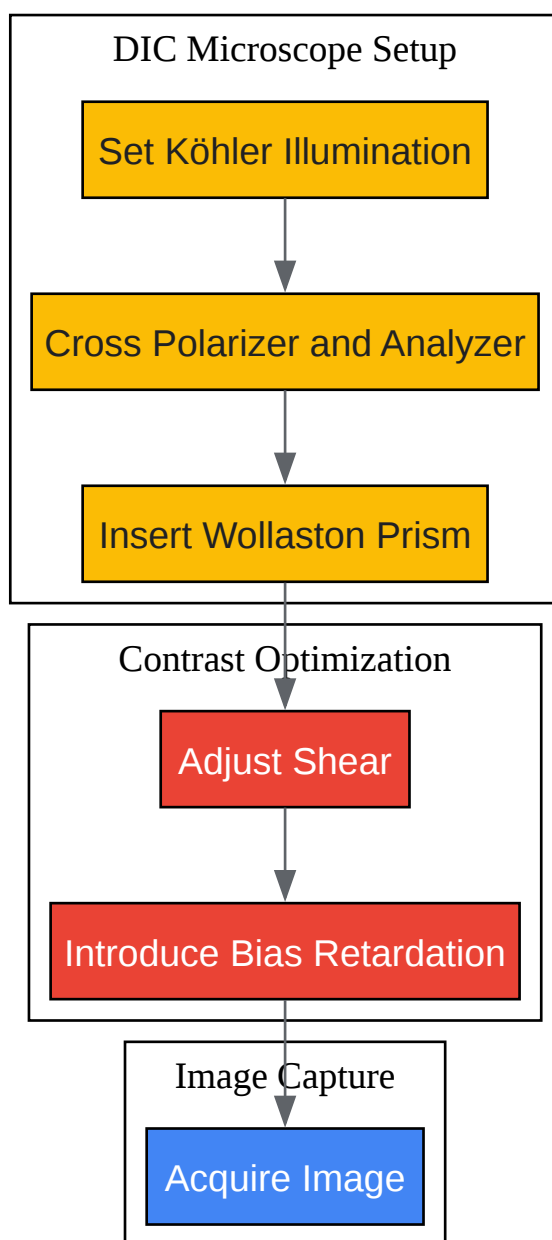 DIC Microscope Setup
Set Köhler Illumination
Cross Polarizer and Analyzer
Insert Wollaston Prism
Contrast Optimization
Adjust Shear
Introduce Bias Retardation
Image Capture
Acquire Image